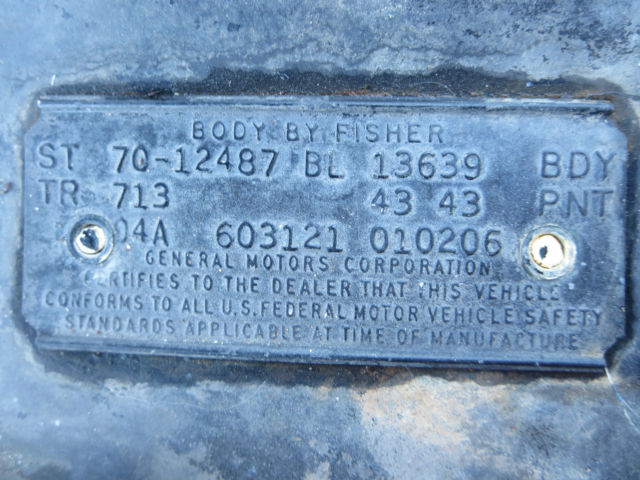 BODY BY FISHER
ST 70-12487 BL 13639 BDY
TR 713 43 43 PNT
04A 603121 010206
GENERAL MOTORS CORPORATION
CERTIFIES TO THE DEALER THAT THIS VEHICLE
CONFORMS TO ALL U.S. FEDERAL MOTOR VEHICLE SAFETY
STANDARDS APPLICABLE AT TIME OF MANUFACTURE